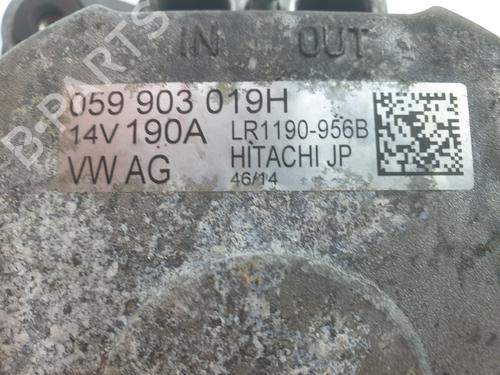 IN OUT
059 903 019H
14V 190A LR1190-956B
VW AG HITACHI JP
46/14
B-PARTS